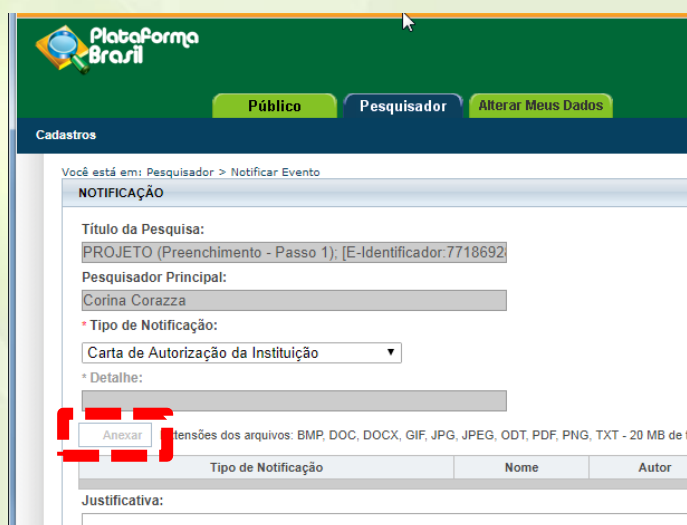 Plataforma
Brasil
Público Pesquisador Alterar Meus Dados
Cadastros
Você está em: Pesquisador > Notificar Evento
NOTIFICAÇÃO
Título da Pesquisa:
PROJETO (Preenchimento - Passo 1); [E-Identificador:7718692
Pesquisador Principal:
Corina Corazza
* Tipo de Notificação:
Carta de Autorização da Instituição
* Detalhe:
Anexar tensões dos arquivos: BMP, DOC, DOCX, GIF, JPG, JPEG, ODT, PDF, PNG, TXT - 20 MB de
Tipo de Notificação Nome Autor
Justificativa: